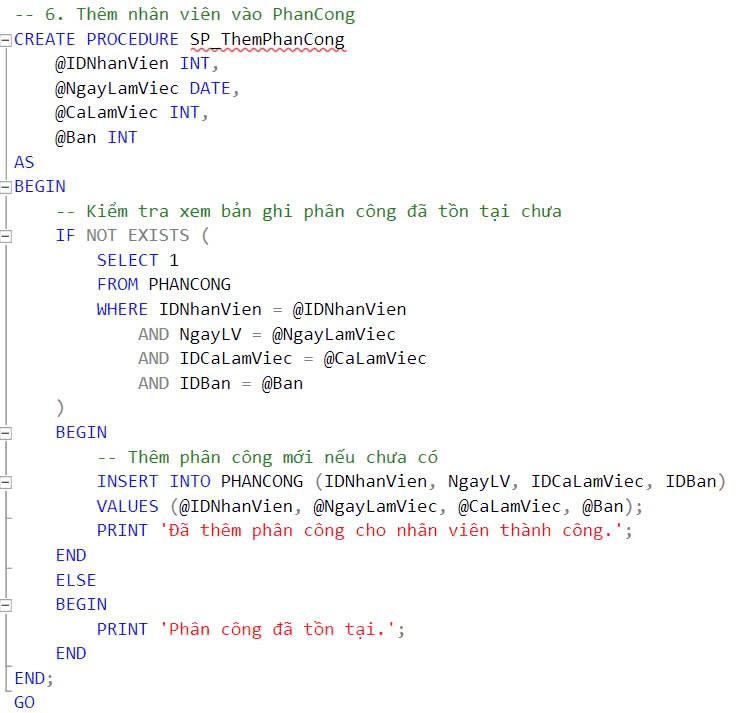 -- 6. Thêm nhân viên vào PhanCong
CREATE PROCEDURE SP_ThemPhanCong
    @IDNhanVien INT,
    @NgayLamViec DATE,
    @CaLamViec INT,
    @Ban INT
AS
BEGIN
    -- Kiểm tra xem bản ghi phân công đã tồn tại chưa
    IF NOT EXISTS (
        SELECT 1
        FROM PHANCONG
        WHERE IDNhanVien = @IDNhanVien
            AND NgayLV = @NgayLamViec
            AND IDCaLamViec = @CaLamViec
            AND IDBan = @Ban
    )
    BEGIN
        -- Thêm phân công mới nếu chưa có
        INSERT INTO PHANCONG (IDNhanVien, NgayLV, IDCaLamViec, IDBan)
        VALUES (@IDNhanVien, @NgayLamViec, @CaLamViec, @Ban);
        PRINT 'Đã thêm phân công cho nhân viên thành công.';
    END
    ELSE
    BEGIN
        PRINT 'Phân công đã tồn tại.';
    END
END;
GO